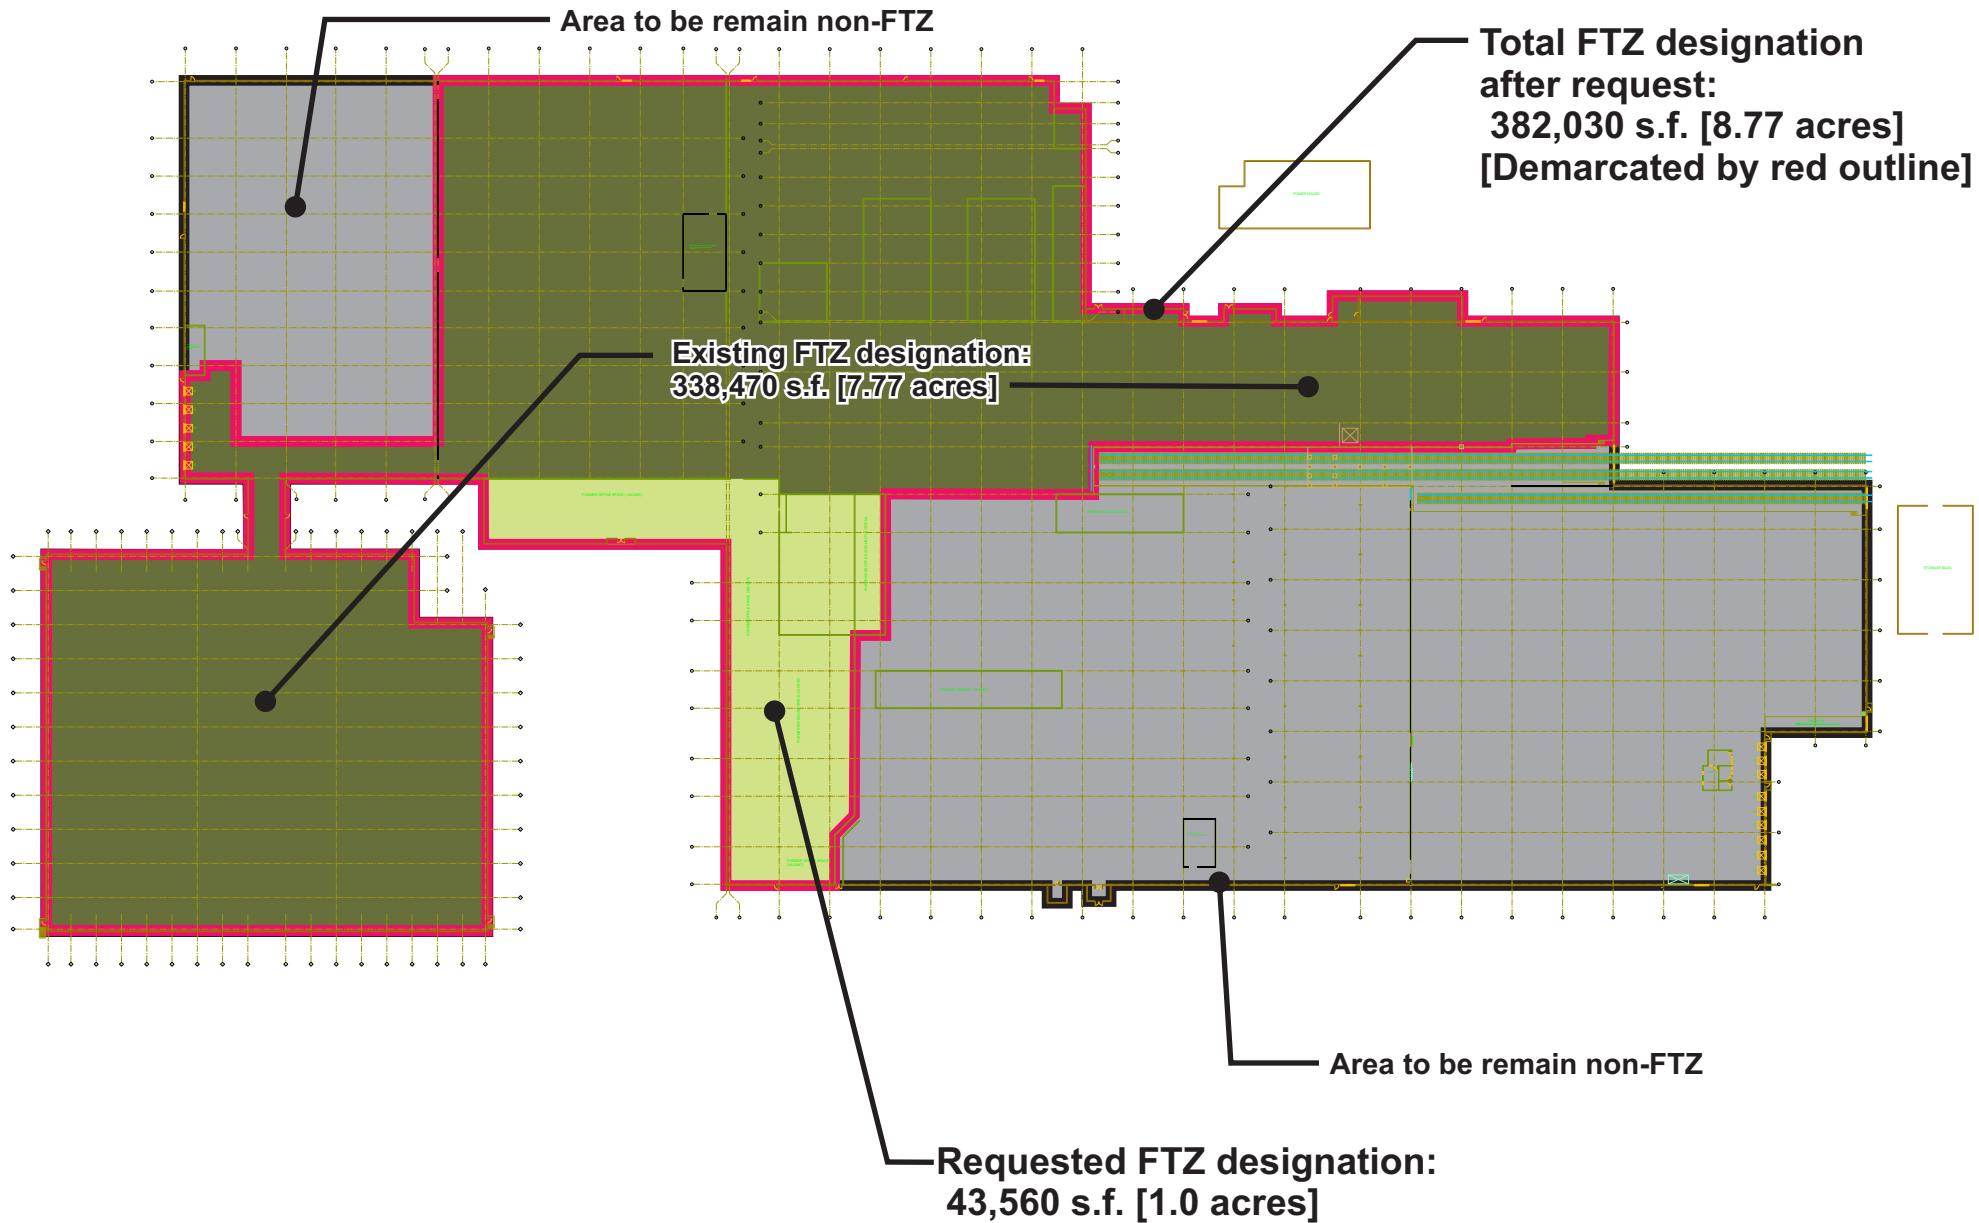 Area to be remain non-FTZ
Total FTZ designation
after request:
382,030 s.f. [8.77 acres]
[Demarcated by red outline]
Existing FTZ designation:
338,470 s.f. [7.77 acres]
Area to be remain non-FTZ
Requested FTZ designation:
43,560 s.f. [1.0 acres]